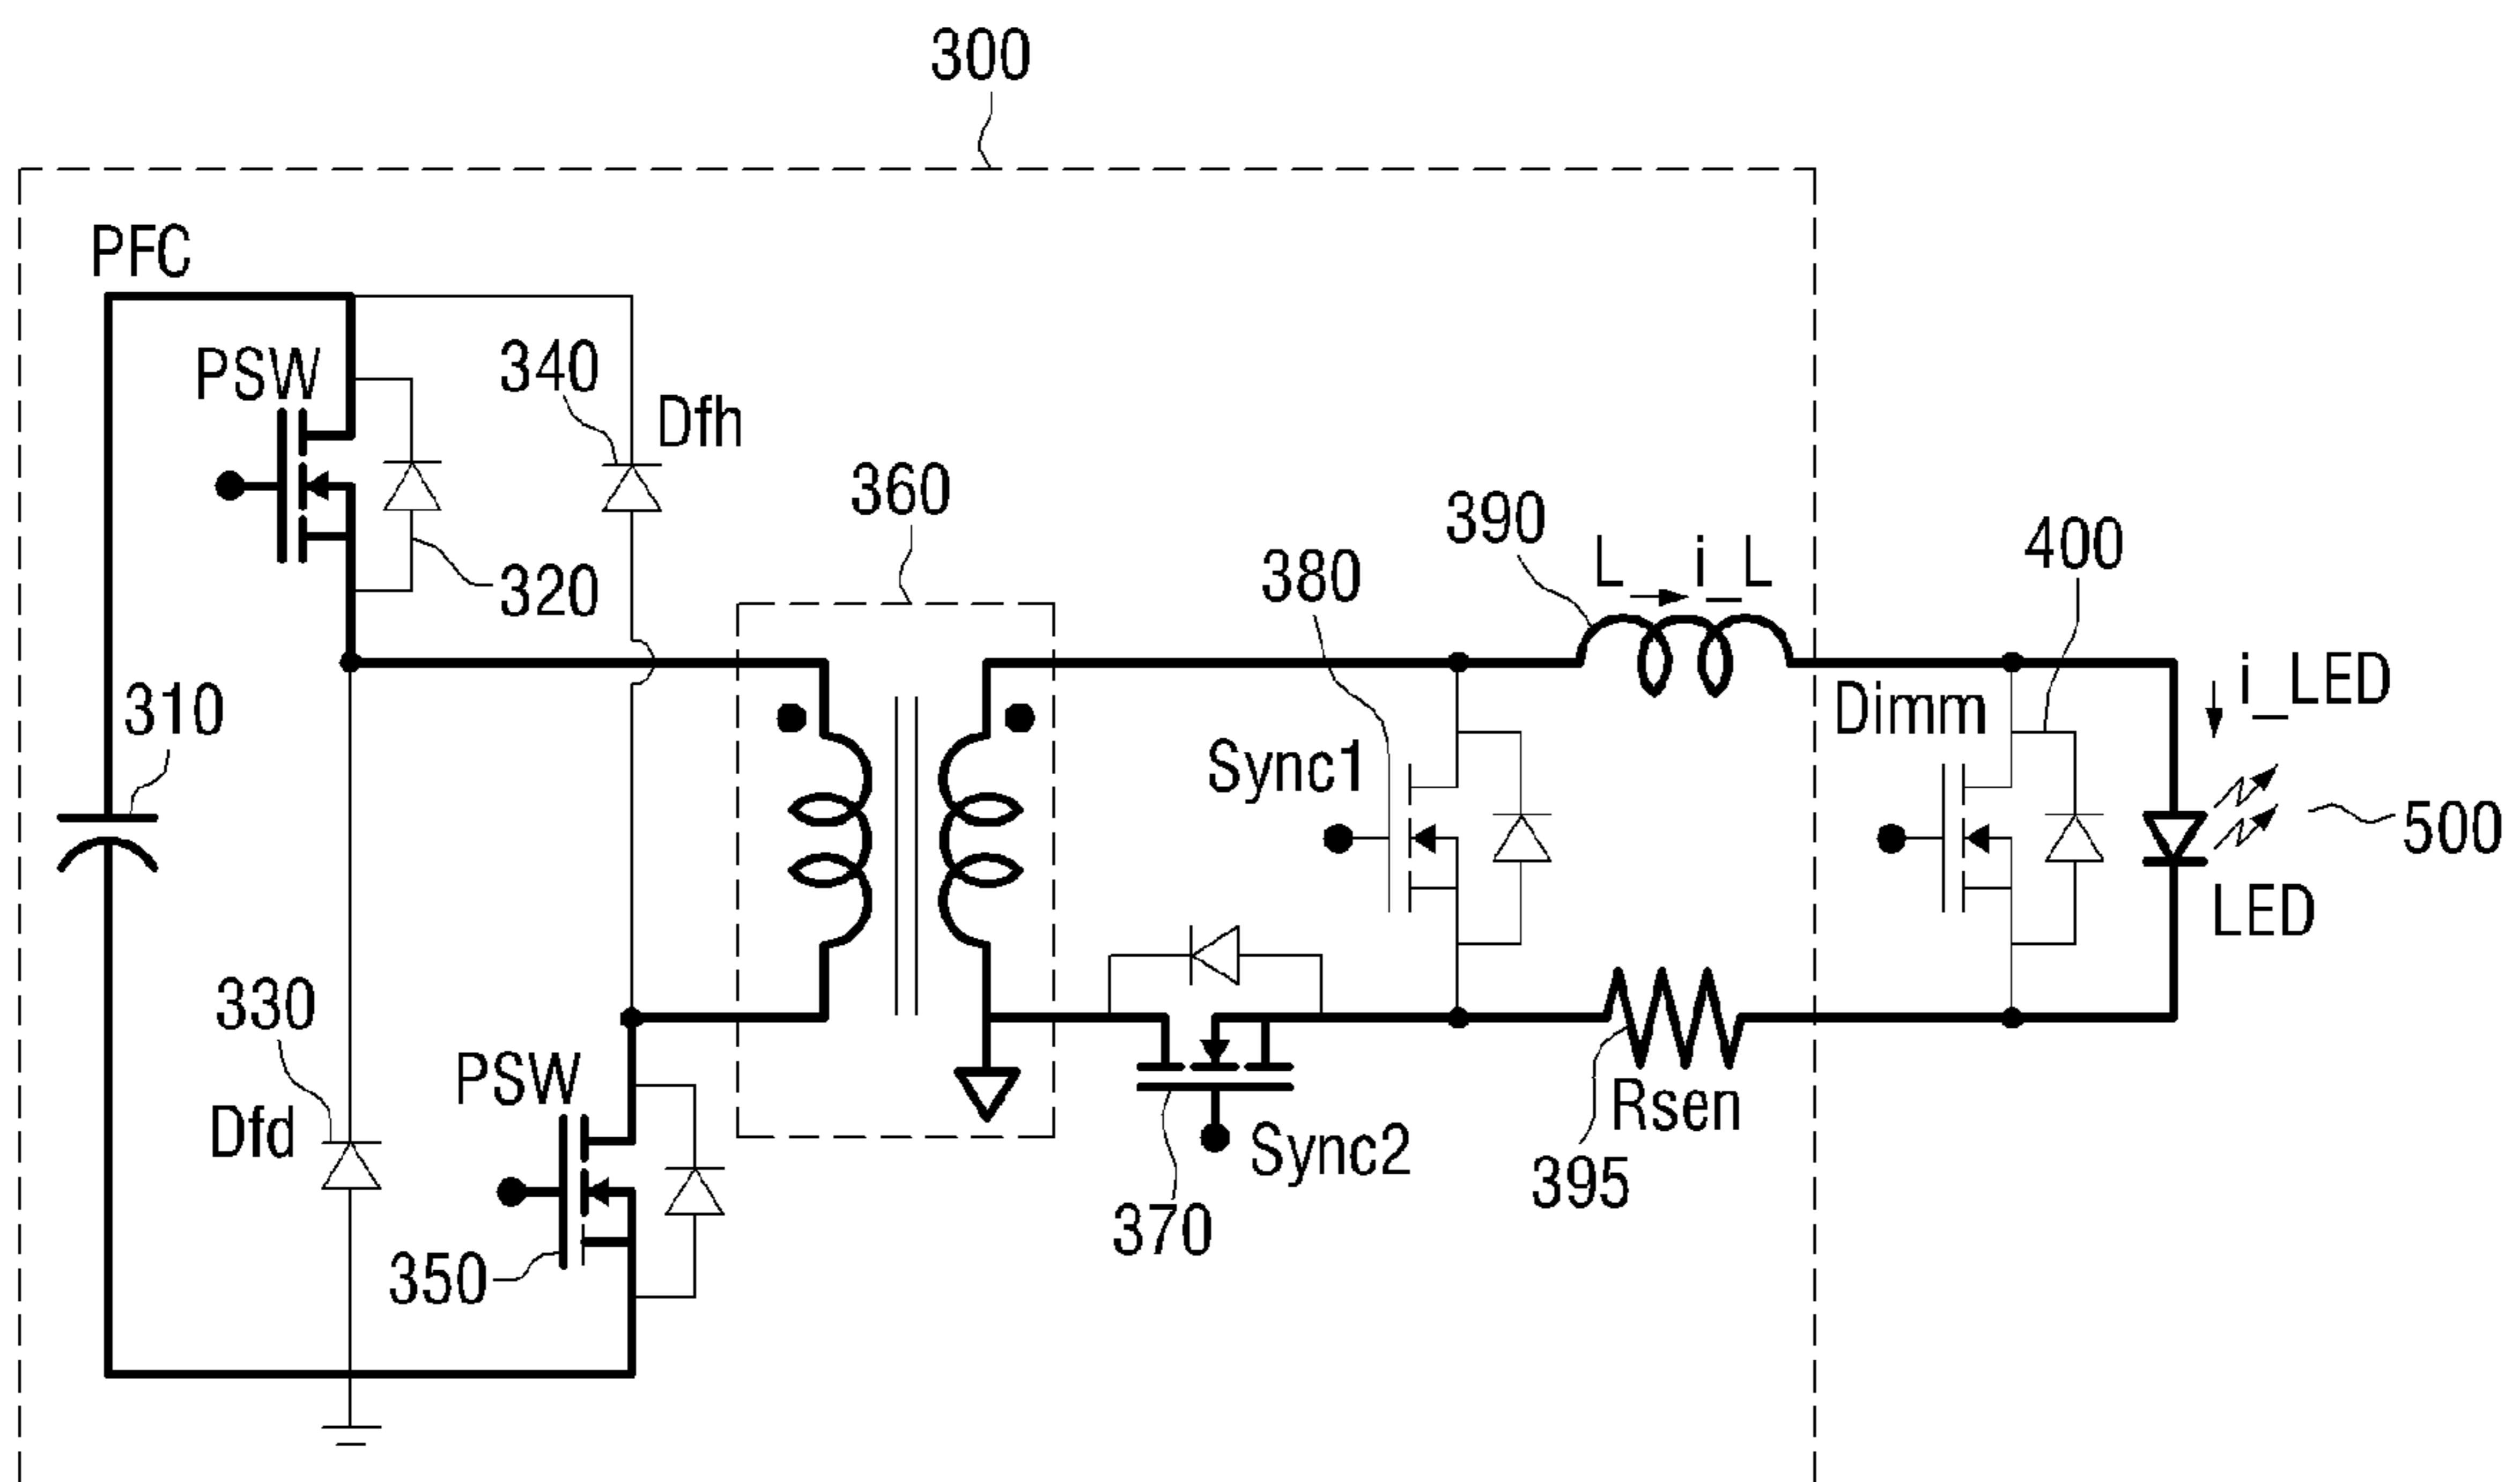 300
PFC
PSW
340
Dfh
320
360
390
L
i_L
380
400
310
Dimm
i_LED
Sync1
500
LED
330
Dfd
PSW
350
Sync2
370
Rsen
395